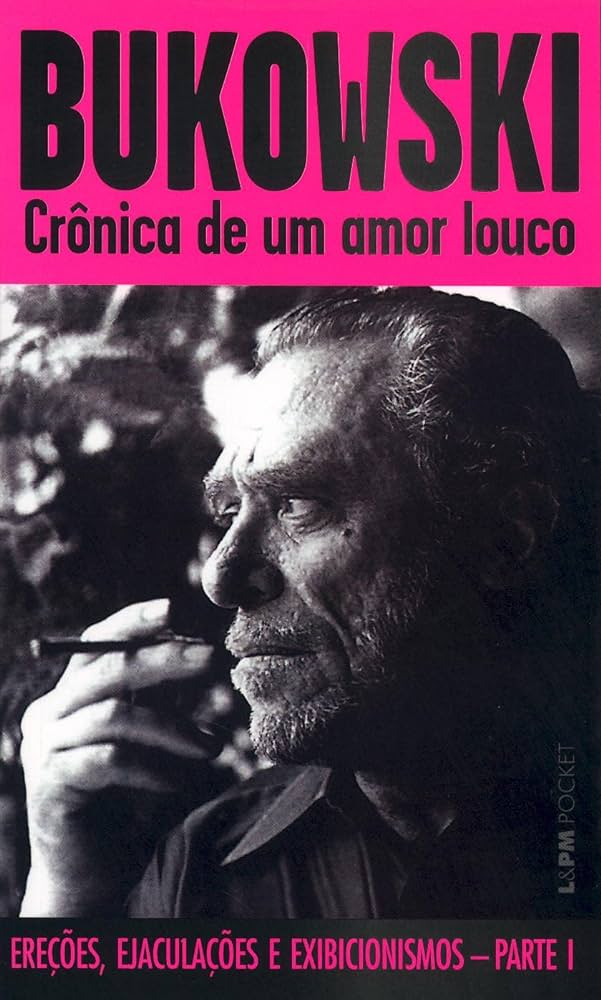 BUKOWSKI
Crônica de um amor louco
L&PM POCKET
EREÇÕES, EJACULAÇÕES E EXIBICIONISMOS – PARTE I